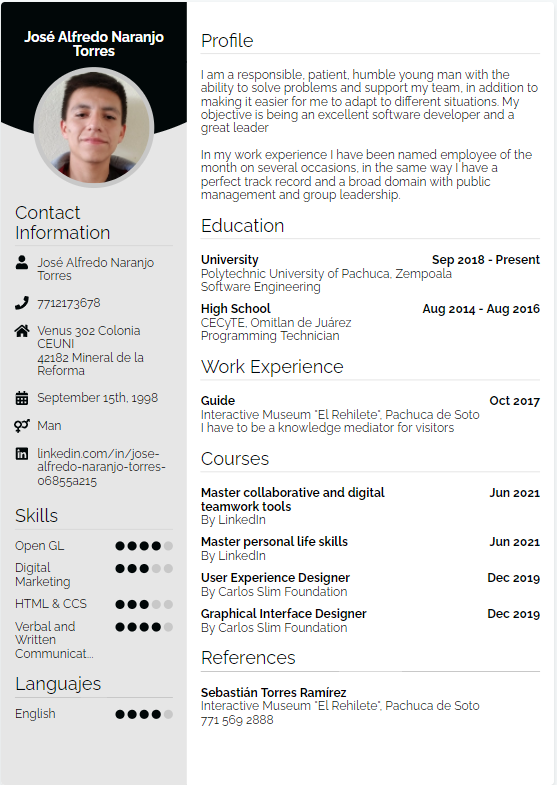 José Alfredo Naranjo
Torres
Contact
Information
José Alfredo Naranjo
Torres
7712173678
Venus 302 Colonia
CEUNI
42182 Mineral de la
Reforma
September 15th, 1998
Man
linkedin.com/in/jose-
alfredo-naranjo-torres-
06855a215
Skills
Open GL
Digital
Marketing
HTML & CCS
Verbal and
Written
Communicat...
Languajes
English
Profile
I am a responsible, patient, humble young man with the
ability to solve problems and support my team, in addition to
making it easier for me to adapt to different situations. My
objective is being an excellent software developer and a
great leader
In my work experience I have been named employee of the
month on several occasions, in the same way I have a
perfect track record and a broad domain with public
management and group leadership.
Education
University Sep 2018 - Present
Polytechnic University of Pachuca, Zempoala
Software Engineering
High School Aug 2014 - Aug 2016
CECyTE, Omitlan de Juárez
Programming Technician
Work Experience
Guide Oct 2017
Interactive Museum "El Rehilete", Pachuca de Soto
I have to be a knowledge mediator for visitors
Courses
Master collaborative and digital Jun 2021
teamwork tools
By LinkedIn
Master personal life skills Jun 2021
By LinkedIn
User Experience Designer Dec 2019
By Carlos Slim Foundation
Graphical Interface Designer Dec 2019
By Carlos Slim Foundation
References
Sebastián Torres Ramírez
Interactive Museum "El Rehilete", Pachuca de Soto
771 569 2888